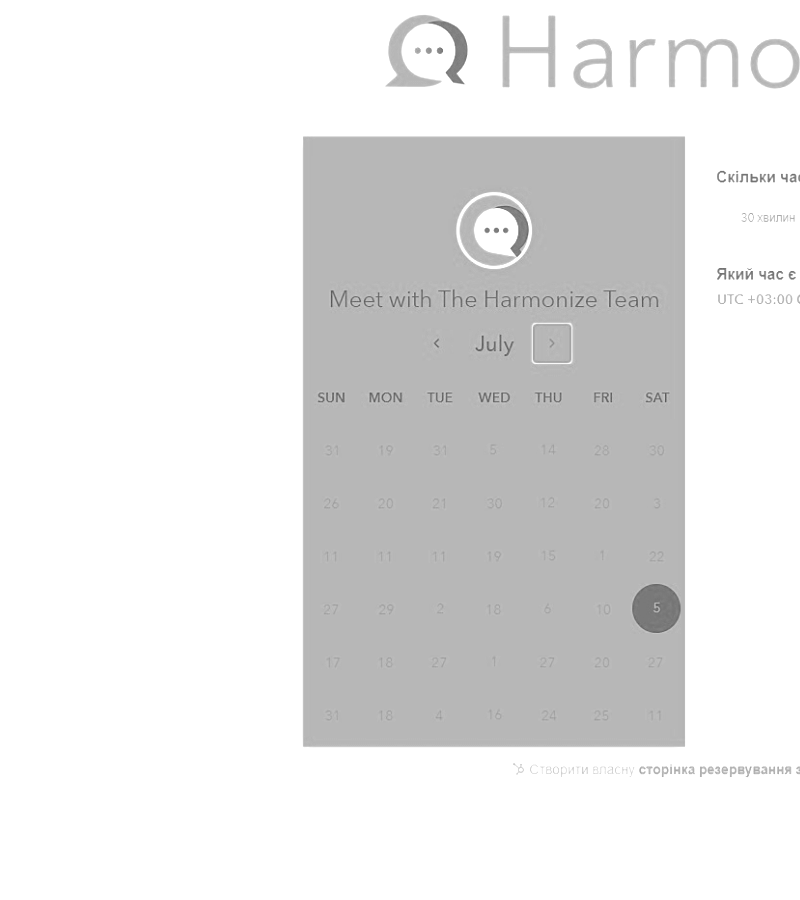 Harmo
Meet with The Harmonize Team
July
SUN MON TUE WED THU FRI SAT
31 19 31 5 14 28 30
26 20 21 30 12 20 3
11 11 11 19 15 1 22
27 29 2 18 6 10 5
17 18 27 1 27 20 27
31 18 4 16 24 25 11
Скільки час
30 хвилин
Який час є
UTC +03:00
Створити власну сторінка резервування з